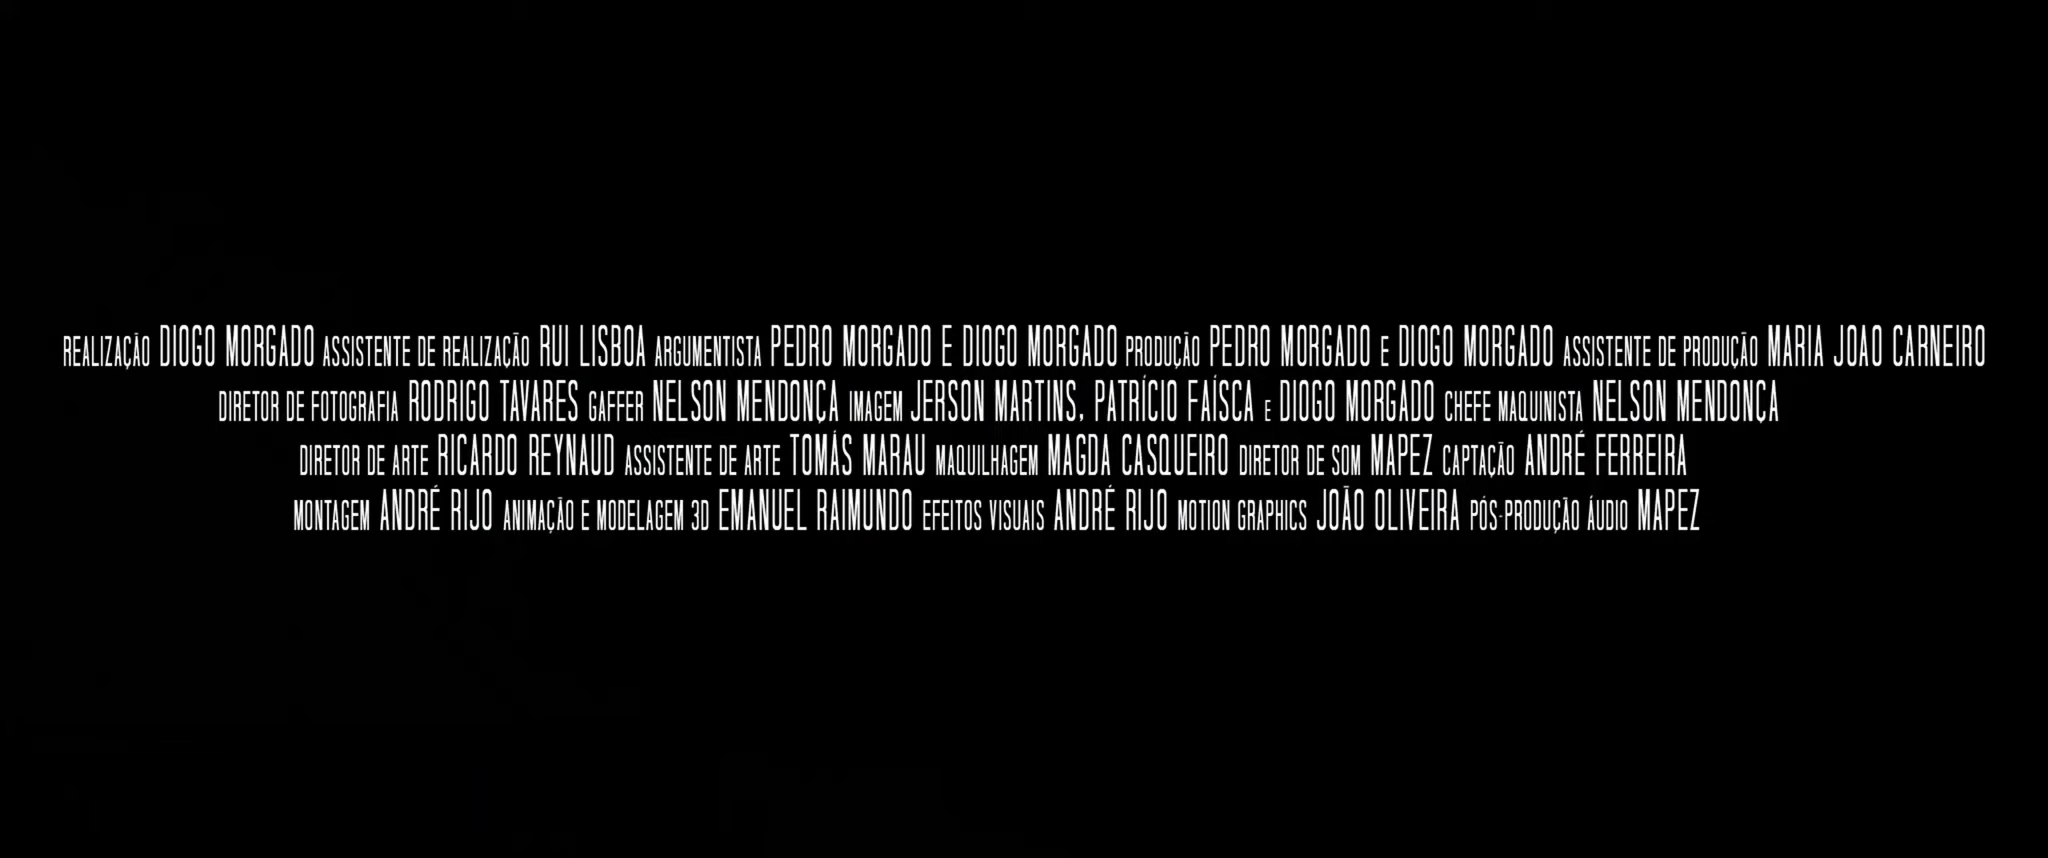 REALIZAÇÃO DIOGO MORGADO ASSISTENTE DE REALIZAÇÃO RUI LISBOA ARGUMENTISTA PEDRO MORGADO E DIOGO MORGADO PRODUÇÃO PEDRO MORGADO E DIOGO MORGADO ASSISTENTE DE PRODUÇÃO MARIA JOAO CARNEIRO
DIRETOR DE FOTOGRAFIA RODRIGO TAVARES GAFFER NELSON MENDONÇA IMAGEM JERSON MARTINS, PATRÍCIO FAÍSCA E DIOGO MORGADO CHEFE MAQUINISTA NELSON MENDONÇA
DIRETOR DE ARTE RICARDO REYNAUD ASSISTENTE DE ARTE TOMÁS MARAU MAQUILHAGEM MAGDA CASQUEIRO DIRETOR DE SOM MAPEZ CAPTAÇÃO ANDRÉ FERREIRA
MONTAGEM ANDRÉ RIJO ANIMAÇÃO E MODELAGEM 3D EMANUEL RAIMUNDO EFEITOS VISUAIS ANDRÉ RIJO MOTION GRAPHICS JOÃO OLIVEIRA PÓS-PRODUÇÃO ÁUDIO MAPEZ